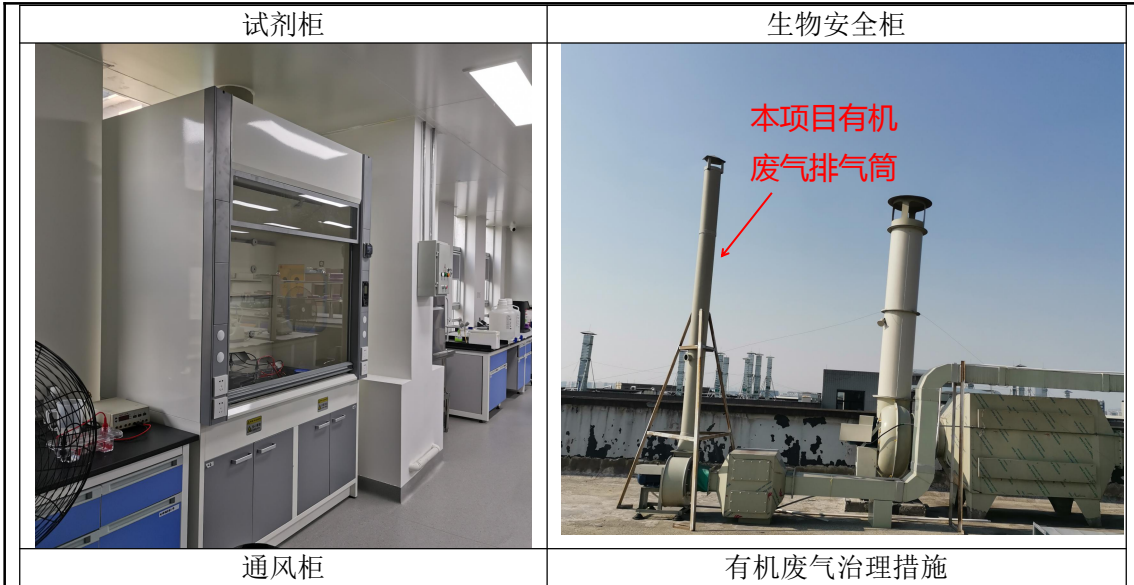 试剂柜
生物安全柜
本项目有机
废气排气筒
通风柜
有机废气治理措施